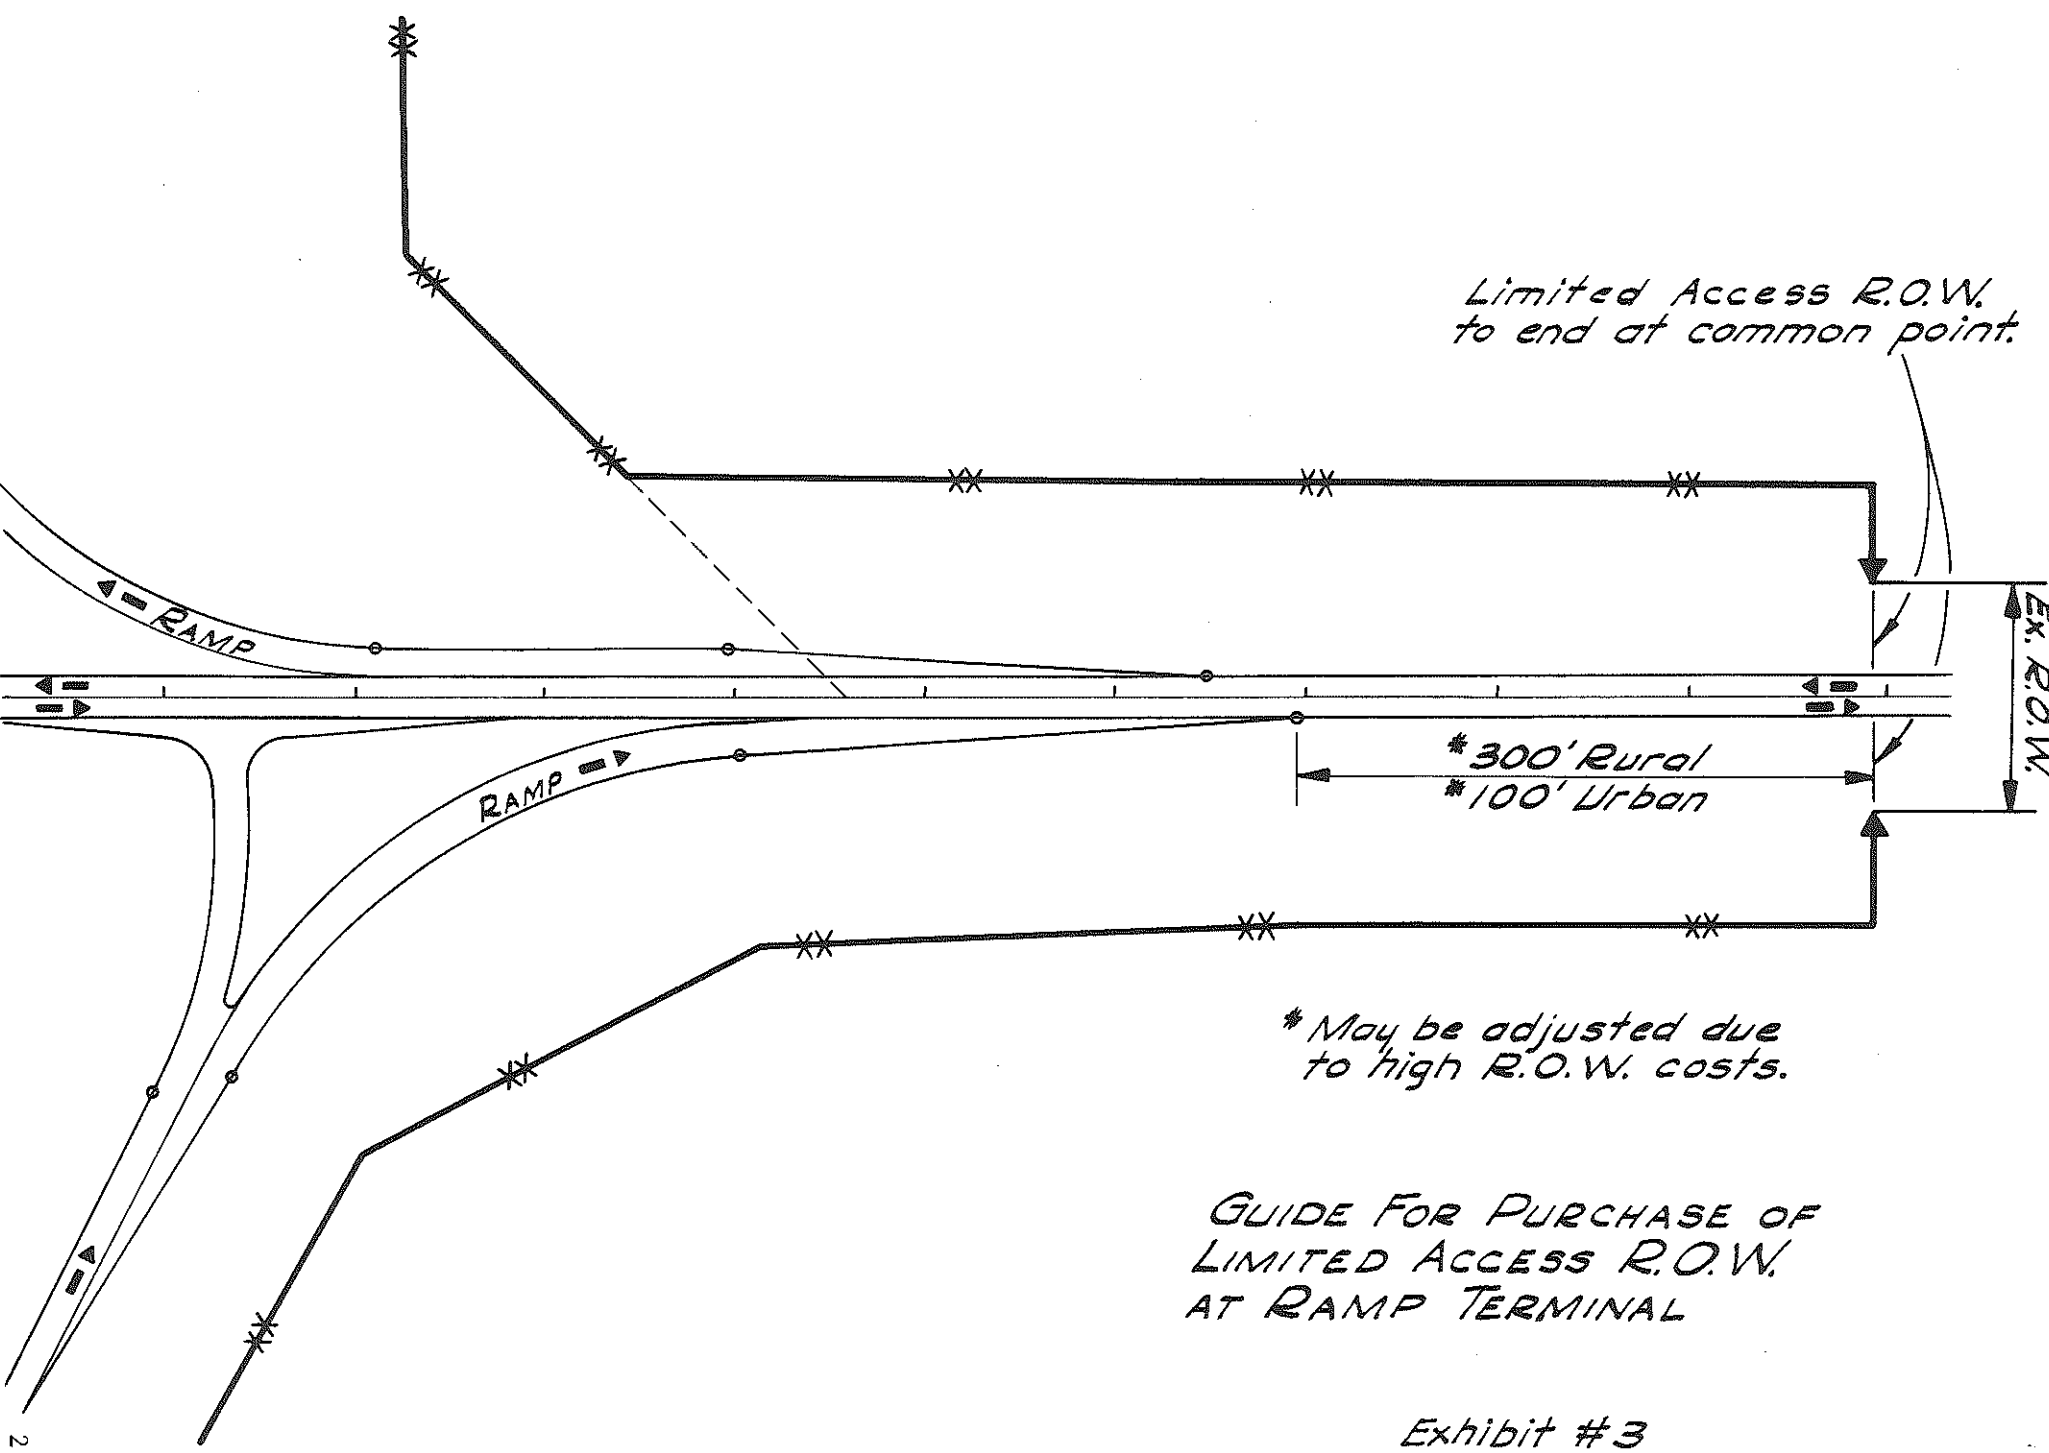 Limited Access R.O.W.
to end at common point.
RAMP
Ex. R.O.W.
* 300' Rural
* 100' Urban
RAMP
* May be adjusted due
to high R.O.W. costs.
GUIDE FOR PURCHASE OF
LIMITED ACCESS R.O.W.
AT RAMP TERMINAL
Exhibit #3
2